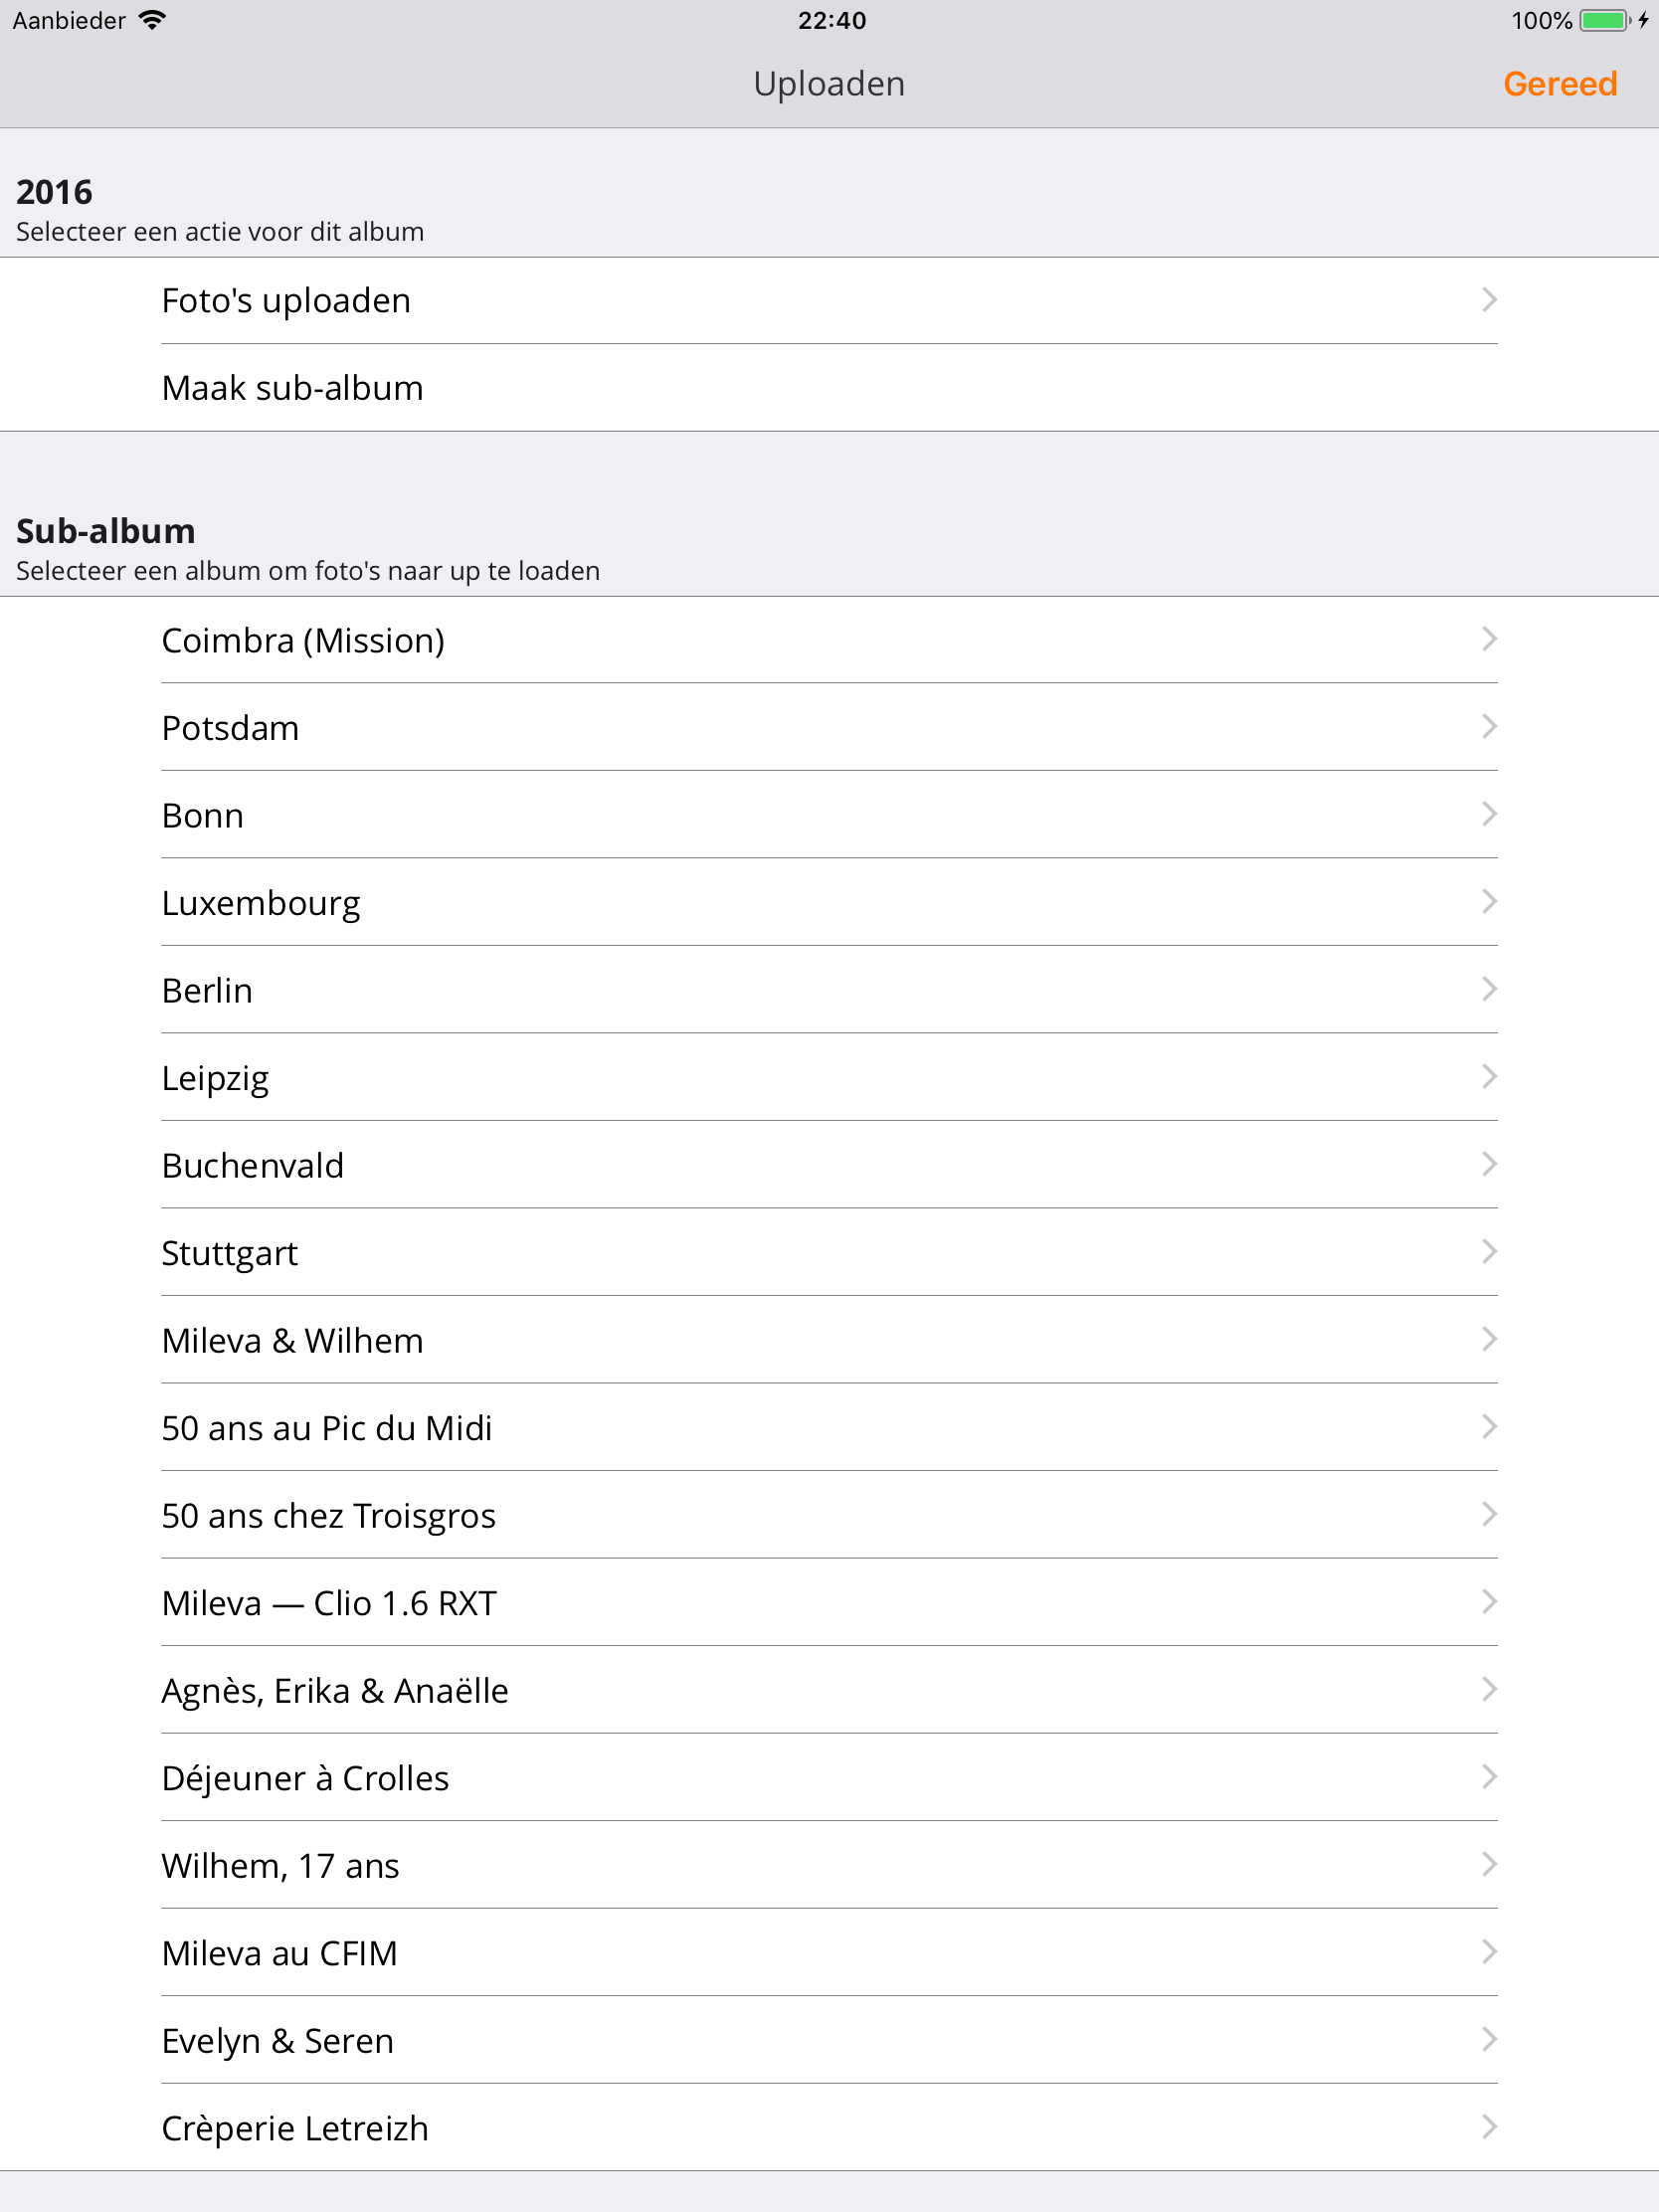 Aanbieder 22:40 100%
Uploaden Gereed
2016
Selecteer een actie voor dit album
Foto's uploaden
Maak sub-album
Sub-album
Selecteer een album om foto's naar up te loaden
Coimbra (Mission)
Potsdam
Bonn
Luxembourg
Berlin
Leipzig
Buchenvald
Stuttgart
Mileva & Wilhem
50 ans au Pic du Midi
50 ans chez Troisgros
Mileva — Clio 1.6 RXT
Agnès, Erika & Anaëlle
Déjeuner à Crolles
Wilhem, 17 ans
Mileva au CFIM
Evelyn & Seren
Crèperie Letreizh